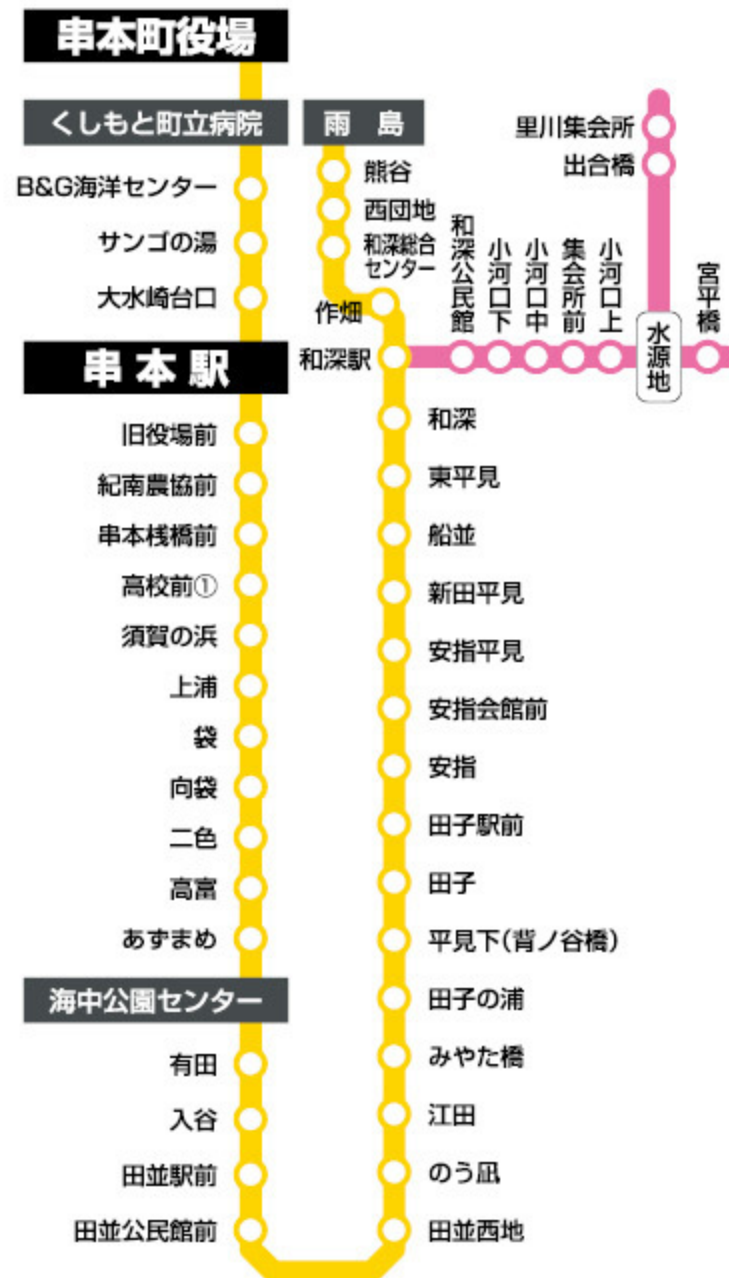 串本町役場
くしもと町立病院
B&G海洋センター
サンゴの湯
大水崎台口
串本駅
旧役場前
紀南農協前
串本桟橋前
高校前①
須賀の浜
上浦
袋
向袋
二色
高富
あずまめ
海中公園センター
有田
入谷
田並駅前
田並公民館前
雨島
熊谷
西団地
和深総合
センター
作畑
和深駅
和深
東平見
船並
新田平見
安指平見
安指会館前
安指
田子駅前
田子
平見下(背ノ谷橋)
田子の浦
みやた橋
江田
のう凪
田並西地
和深公民館
小河口下
小河口中
集会所前
小河口上
里川集会所
出合橋
水源地
宮平橋